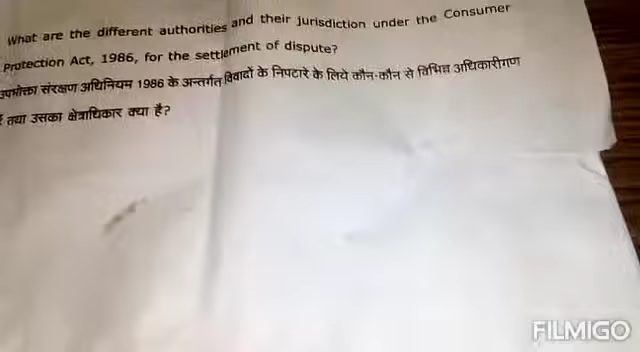 What are the different authorities and their jurisdiction under the Consumer
Protection Act, 1986, for the settlement of dispute?
उपभोक्ता संरक्षण अधिनियम 1986 के अन्तर्गत विवादों के निपटारे के लिये कौन-कौन से विभिन्न अधिकारीगण
तथा उसका क्षेत्राधिकार क्या है?
FILMIGO